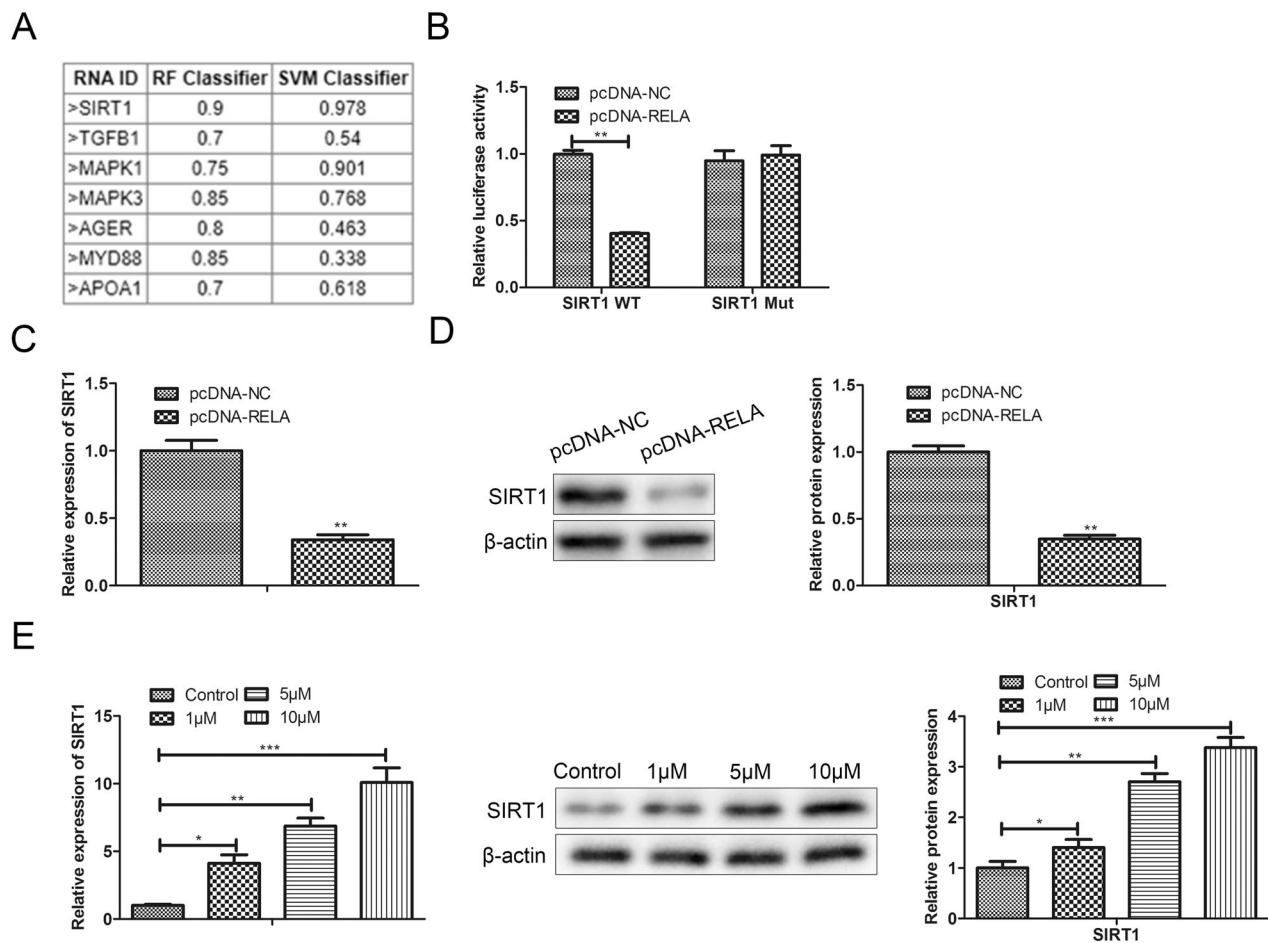 A
RNA ID RF Classifier SVM Classifier
>SIRT1 0.9 0.978
>TGFB1 0.7 0.54
>MAPK1 0.75 0.901
>MAPK3 0.85 0.768
>AGER 0.8 0.463
>MYD88 0.85 0.338
>APOA1 0.7 0.618
B
Relative luciferase activity
1.5
1.0
0.5
0.0
pcDNA-NC
pcDNA-RELA
**
SIRT1 WT SIRT1 Mut
C
Relative expression of SIRT1
1.5
1.0
0.5
0.0
pcDNA-NC
pcDNA-RELA
**
D
pcDNA-NC pcDNA-RELA
SIRT1
β-actin
Relative protein expression
1.5
1.0
0.5
0.0
pcDNA-NC
pcDNA-RELA
**
SIRT1
E
Relative expression of SIRT1
15
10
5
0
Control 5μM
1μM 10μM
***
**
*
Control 1μM 5μM 10μM
SIRT1
β-actin
Relative protein expression
4
3
2
1
0
Control 5μM
1μM 10μM
***
**
*
SIRT1